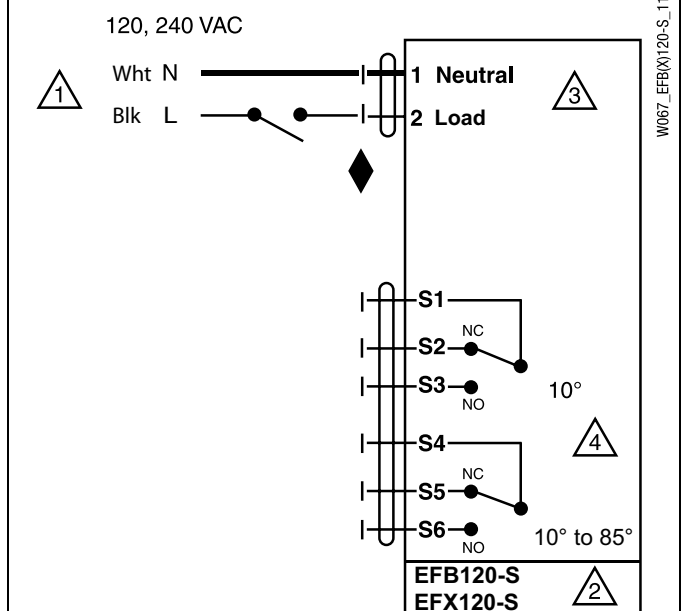 120, 240 VAC
Wht N
1 Neutral
1
3
Blk L
2 Load
S1
NC
S2
S3
10°
NO
4
S4
NC
S5
S6
10° to 85°
NO
EFB120-S
2
EFX120-S
W067_EFB(X)120-S_11